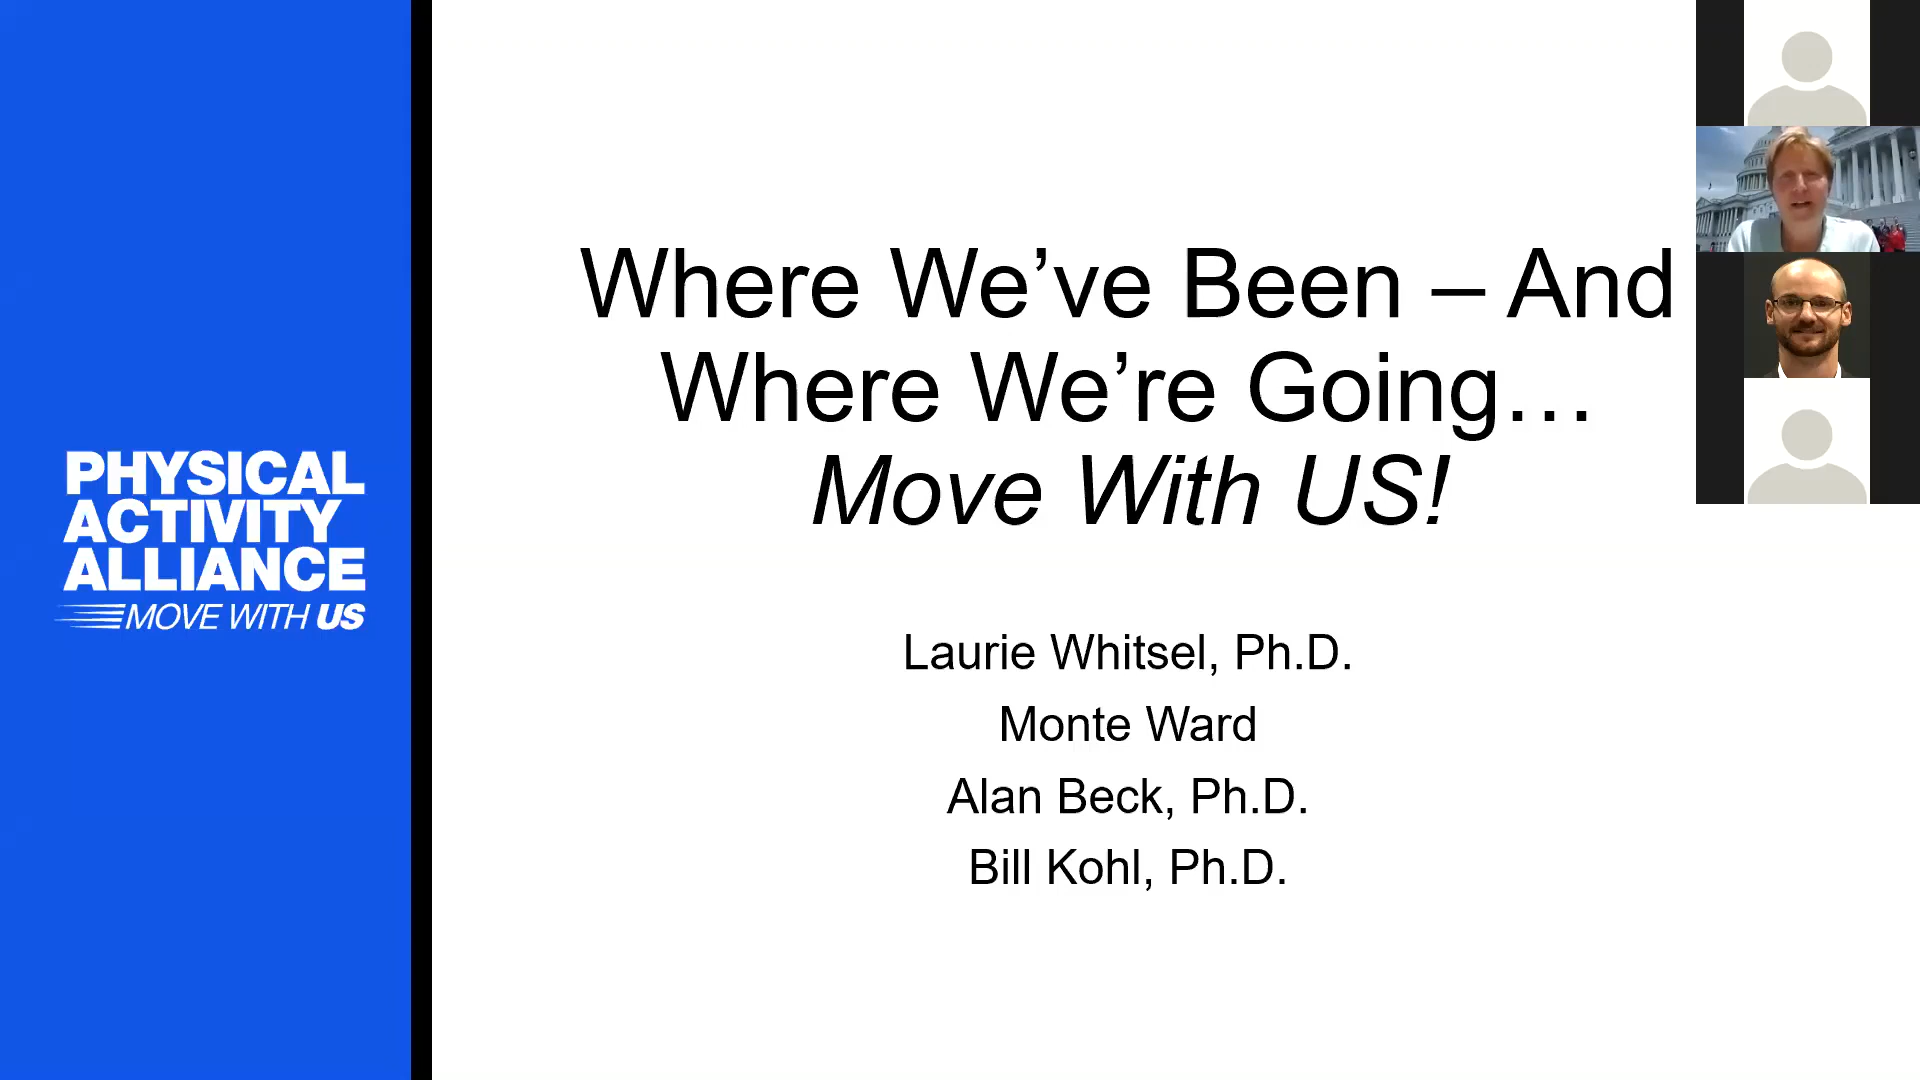 PHYSICAL
ACTIVITY
ALLIANCE
MOVE WITH US
Where We’ve Been – And
Where We’re Going…
Move With US!
Laurie Whitsel, Ph.D.
Monte Ward
Alan Beck, Ph.D.
Bill Kohl, Ph.D.